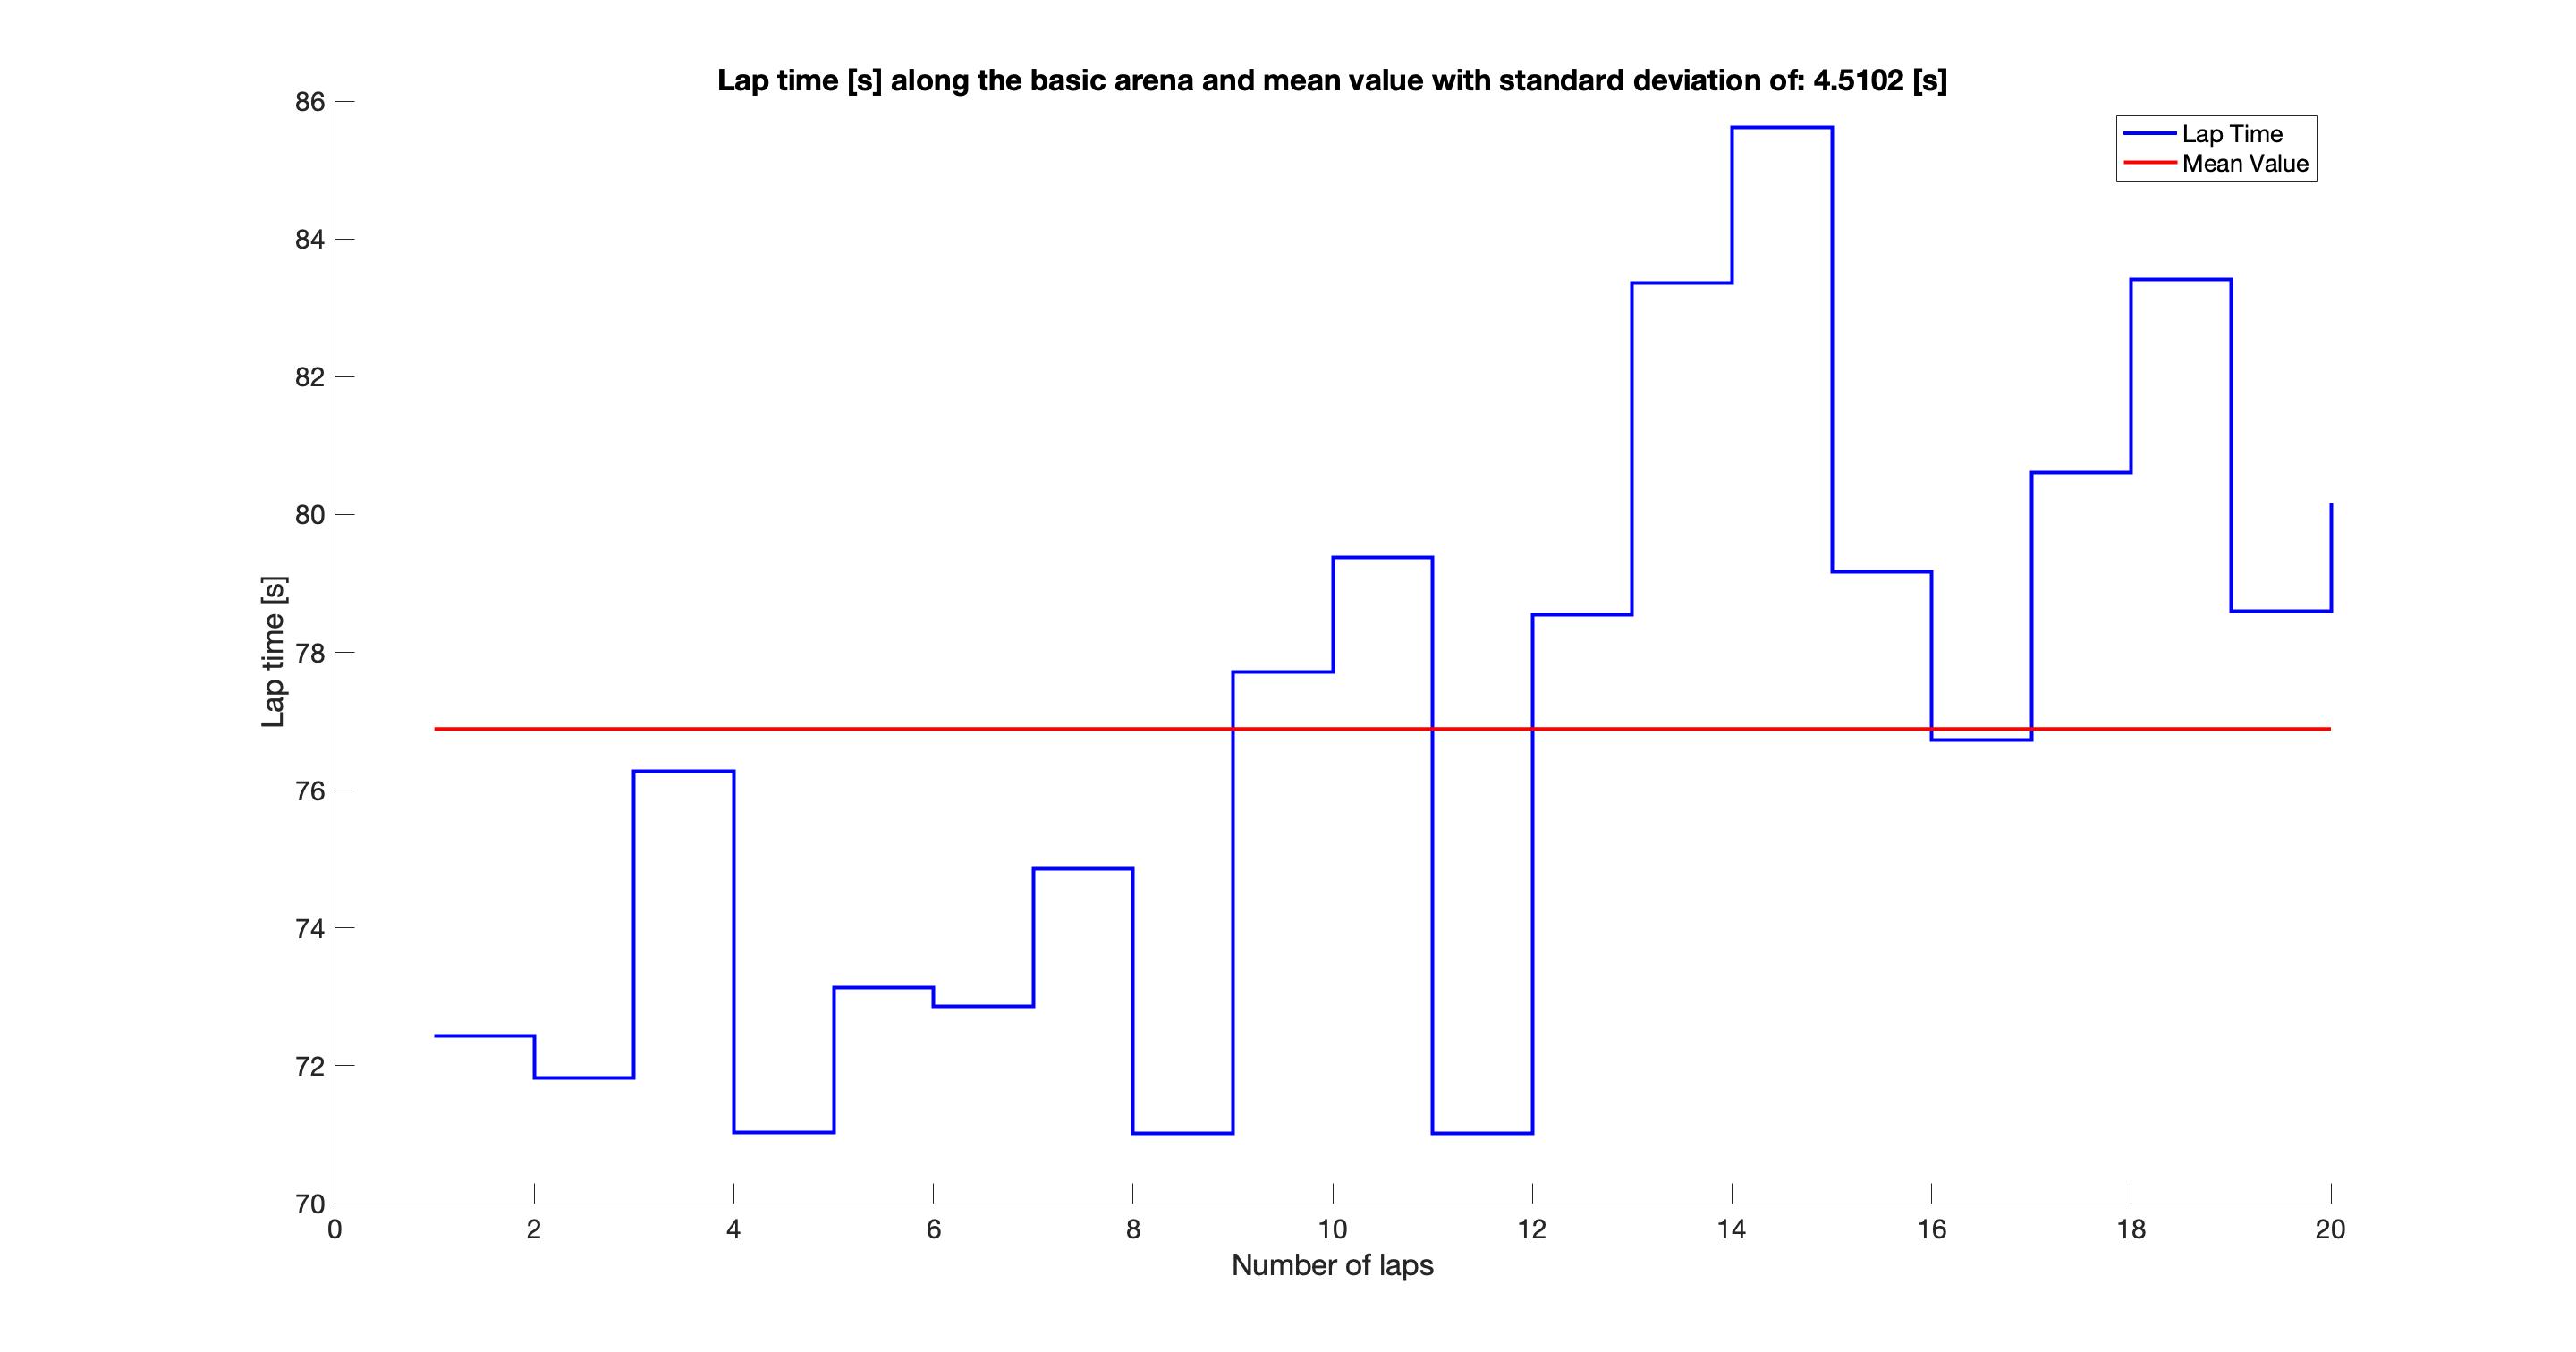 Lap time [s] along the basic arena and mean value with standard deviation of: 4.5102 [s]
Lap Time
Mean Value
86
84
82
80
78
76
74
72
70
Lap time [s]
0 2 4 6 8 10 12 14 16 18 20
Number of laps